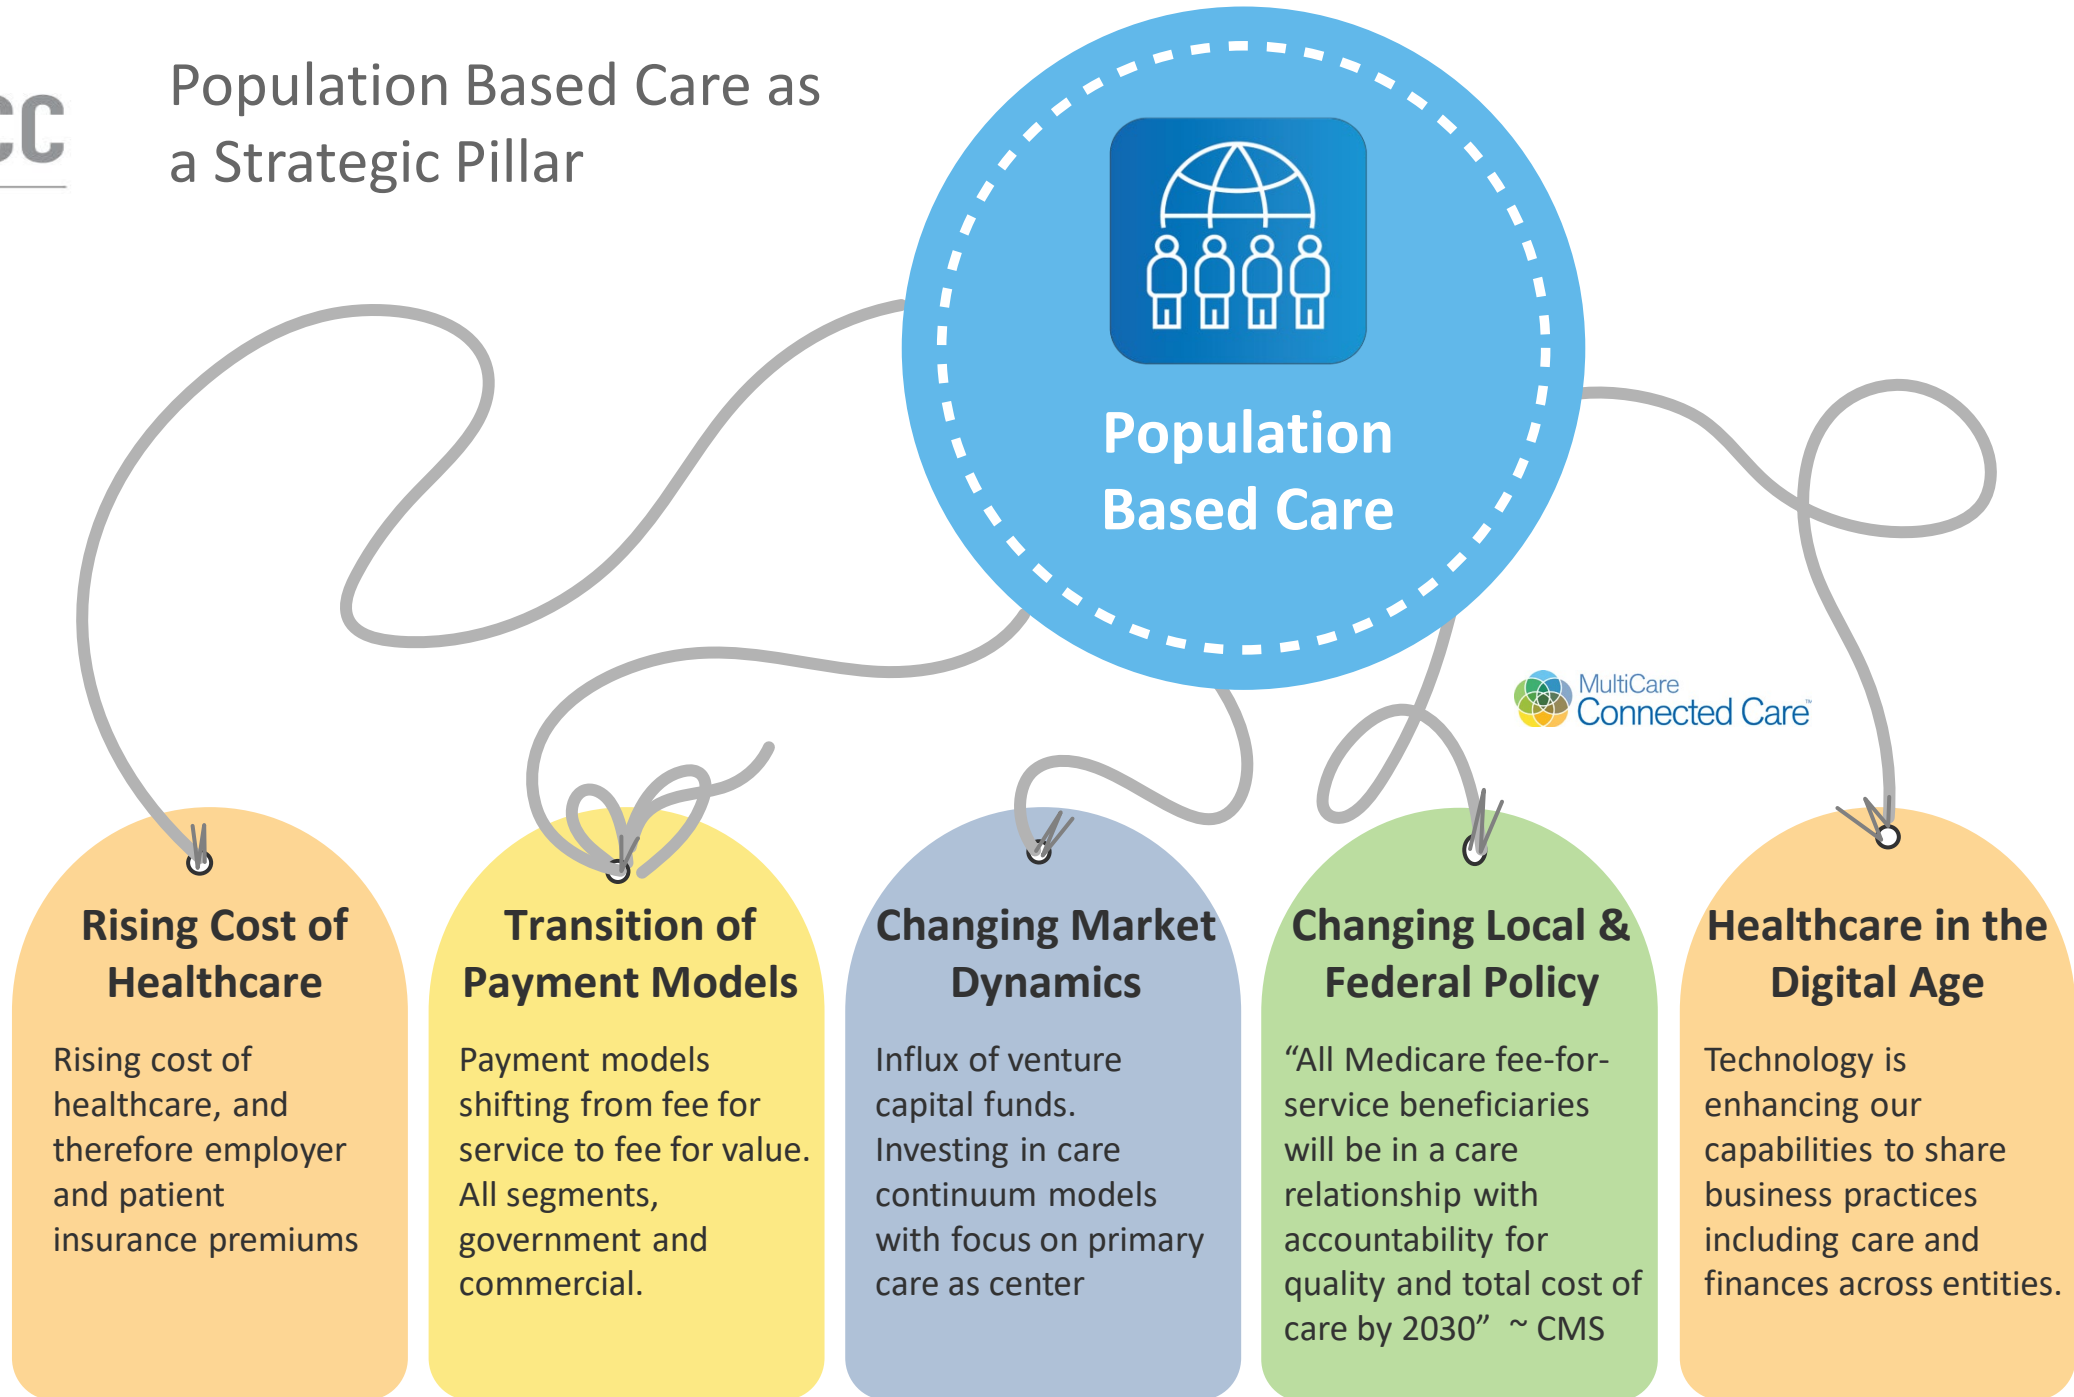 CC
Population Based Care as
a Strategic Pillar
Population
Based Care
MultiCare
Connected Care™
Rising Cost of
Healthcare
Rising cost of
healthcare, and
therefore employer
and patient
insurance premiums
Transition of
Payment Models
Payment models
shifting from fee for
service to fee for value.
All segments,
government and
commercial.
Changing Market
Dynamics
Influx of venture
capital funds.
Investing in care
continuum models
with focus on primary
care as center
Changing Local &
Federal Policy
“All Medicare fee-for-
service beneficiaries
will be in a care
relationship with
accountability for
quality and total cost of
care by 2030”  ~ CMS
Healthcare in the
Digital Age
Technology is
enhancing our
capabilities to share
business practices
including care and
finances across entities.